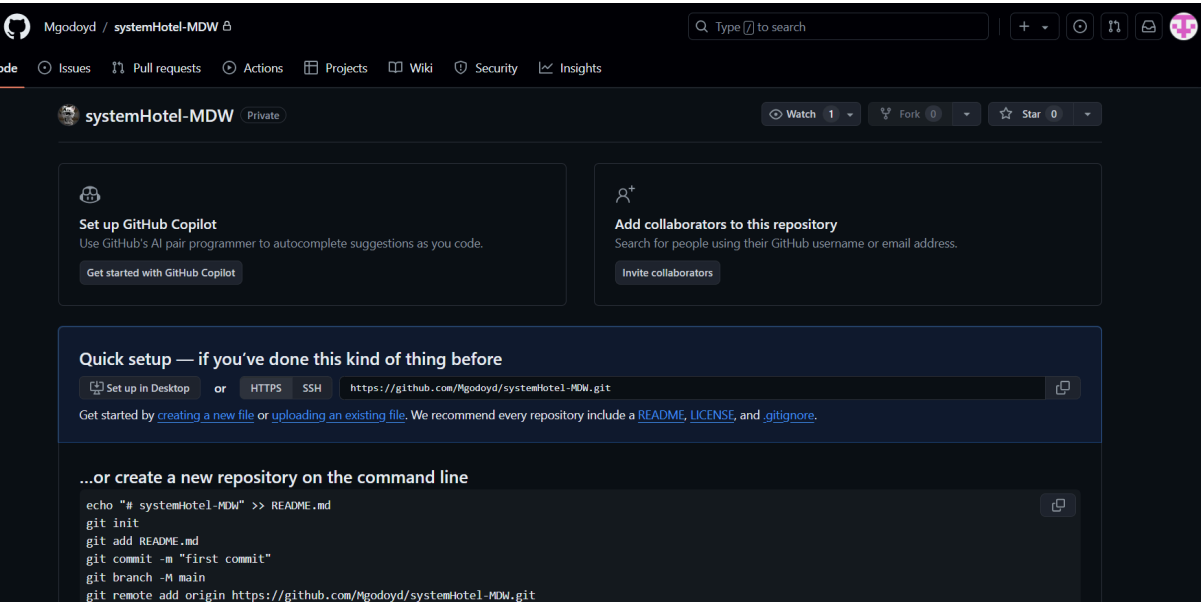 Mgodoyd / systemHotel-MDW
Type / to search
ode Issues Pull requests Actions Projects Wiki Security Insights
systemHotel-MDW Private
Watch 1 Fork 0 Star 0
Set up GitHub Copilot
Use GitHub's AI pair programmer to autocomplete suggestions as you code.
Get started with GitHub Copilot
Add collaborators to this repository
Search for people using their GitHub username or email address.
Invite collaborators
Quick setup — if you've done this kind of thing before
Set up in Desktop or HTTPS SSH https://github.com/Mgodoyd/systemHotel-MDW.git
Get started by creating a new file or uploading an existing file. We recommend every repository include a README, LICENSE, and .gitignore.
...or create a new repository on the command line
echo "# systemHotel-MDW" >> README.md
git init
git add README.md
git commit -m "first commit"
git branch -M main
git remote add origin https://github.com/Mgodoyd/systemHotel-MDW.git